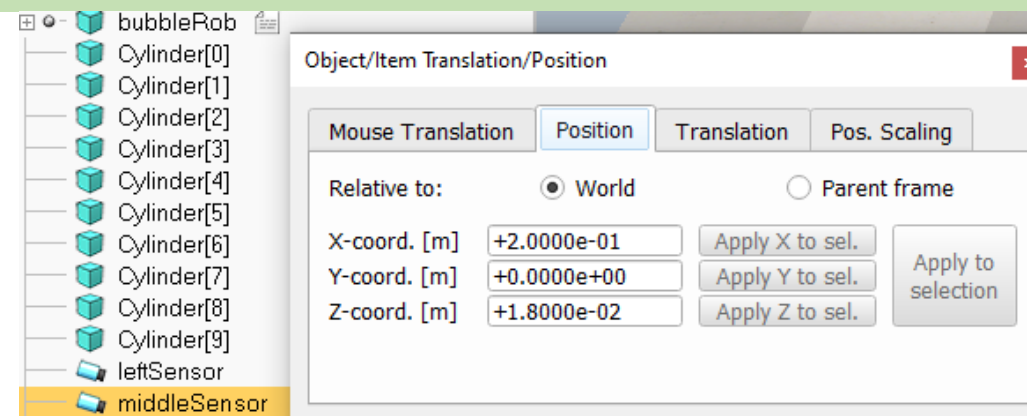 bubbleRob
Cylinder[0]
Cylinder[1]
Cylinder[2]
Cylinder[3]
Cylinder[4]
Cylinder[5]
Cylinder[6]
Cylinder[7]
Cylinder[8]
Cylinder[9]
leftSensor
middleSensor
Object/Item Translation/Position
Mouse Translation Position Translation Pos. Scaling
Relative to: World Parent frame
X-coord. [m] +2.0000e-01 Apply X to sel.
Y-coord. [m] +0.0000e+00 Apply Y to sel.
Z-coord. [m] +1.8000e-02 Apply Z to sel.
Apply to
selection